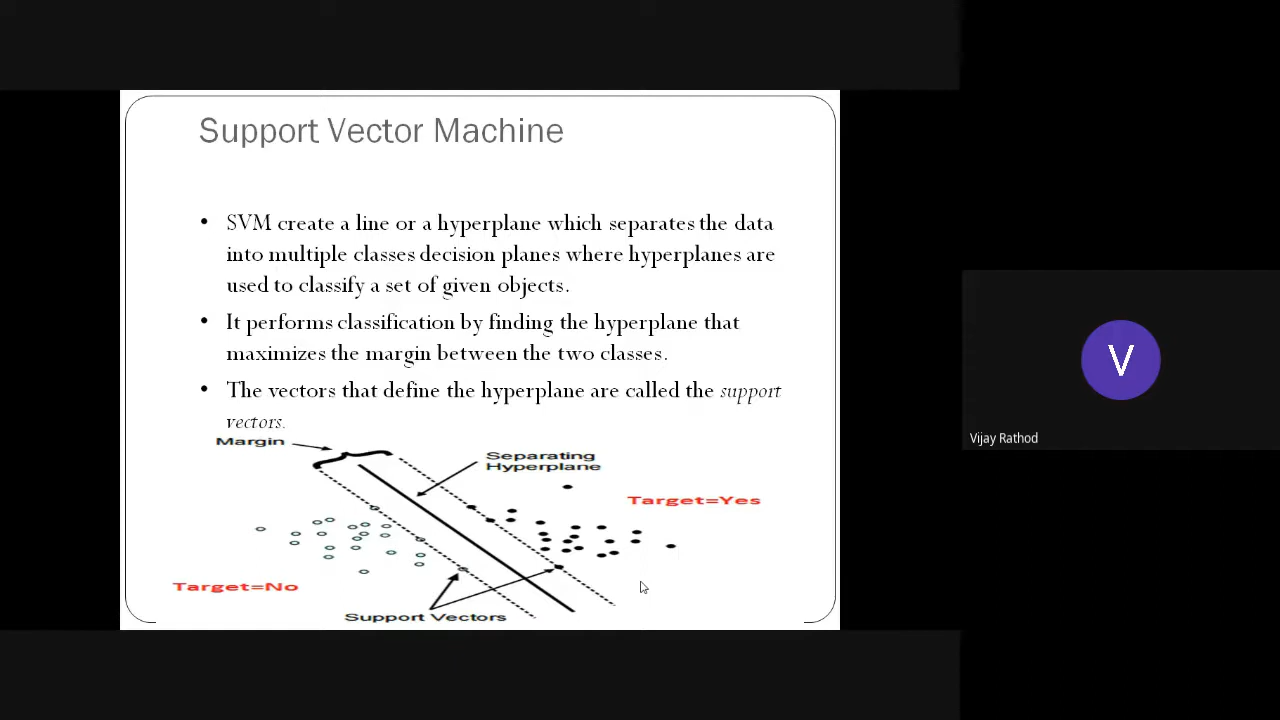 Support Vector Machine
• SVM create a line or a hyperplane which separates the data
into multiple classes decision planes where hyperplanes are
used to classify a set of given objects.
• It performs classification by finding the hyperplane that
maximizes the margin between the two classes.
• The vectors that define the hyperplane are called the support
vectors.
Margin
Separating
Hyperplane
Target=Yes
Target=No
Support Vectors
V
Vijay Rathod